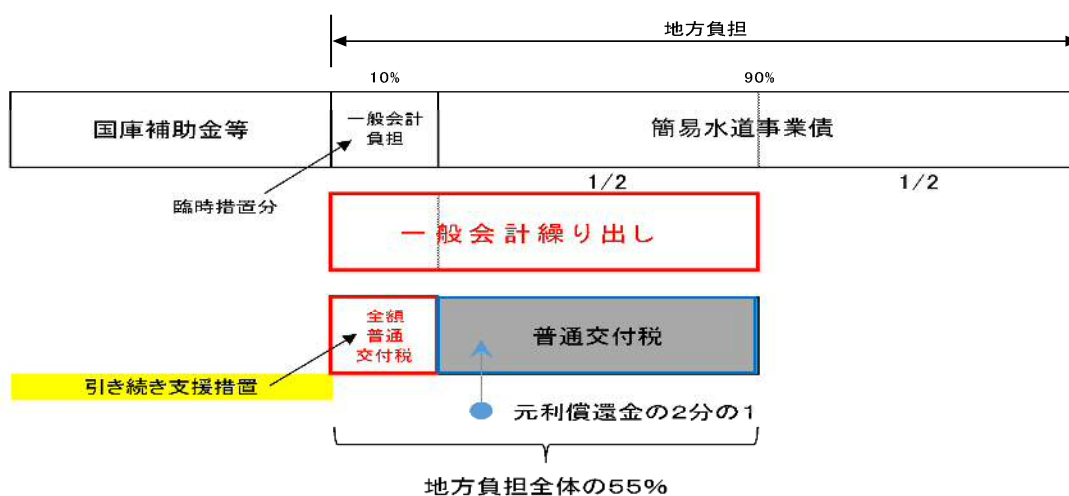 地方負担
10%
90%
国庫補助金等
一般会計
負担
簡易水道事業債
臨時措置分
1/2
1/2
一般会計繰り出し
全額
普通
交付税
普通交付税
引き続き支援措置
元利償還金の2分の1
地方負担全体の55%